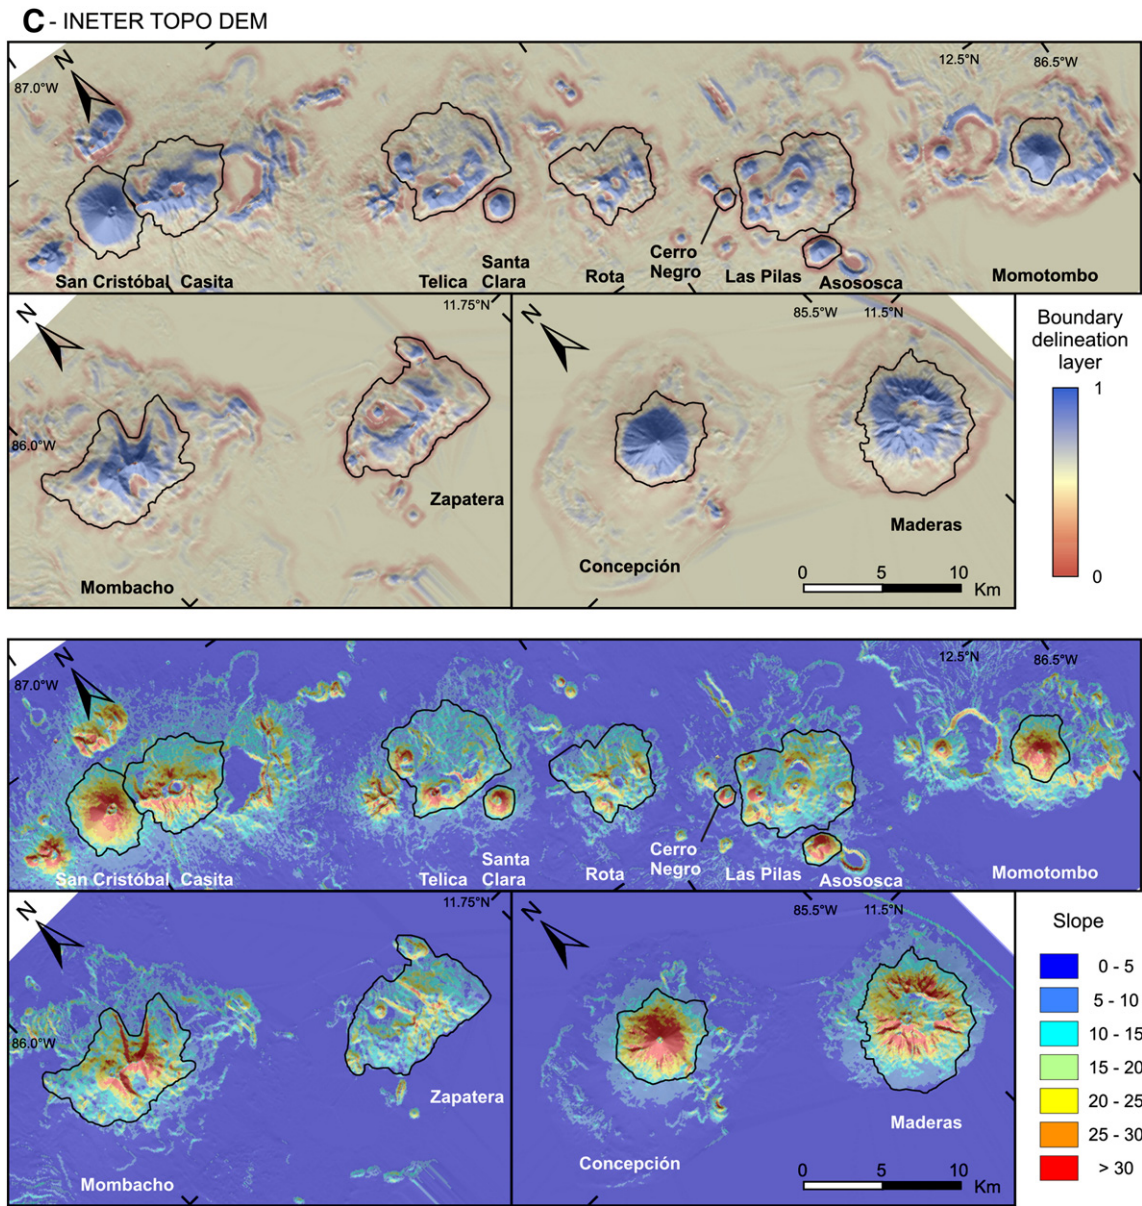 C - INETER TOPO DEM
N
87.0°W
12.5°N
86.5°W
San Cristóbal
Casita
Telica
Santa
Clara
Rota
Cerro
Negro
Las Pilas
Asososca
Momotombo
N
11.75°N
86.0°W
Mombacho
Zapatera
N
85.5°W
11.5°N
Concepción
Maderas
0
5
10
Km
Boundary
delineation
layer
1
0
N
87.0°W
12.5°N
86.5°W
San Cristóbal
Casita
Telica
Santa
Clara
Rota
Cerro
Negro
Las Pilas
Asososca
Momotombo
N
11.75°N
86.0°W
Mombacho
Zapatera
N
85.5°W
11.5°N
Concepción
Maderas
0
5
10
Km
Slope
0 - 5
5 - 10
10 - 15
15 - 20
20 - 25
25 - 30
> 30